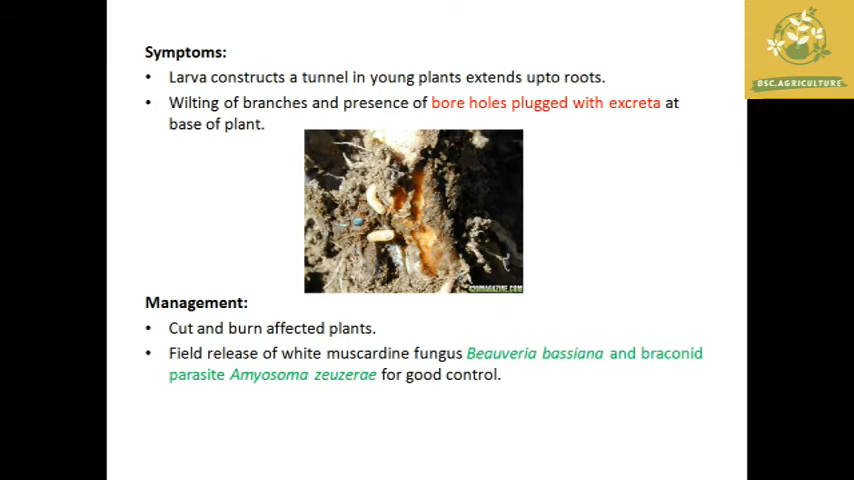 BSC.AGRICULTURE
Symptoms:
• Larva constructs a tunnel in young plants extends upto roots.
• Wilting of branches and presence of bore holes plugged with excreta at
base of plant.
420MAGAZINE.COM
Management:
• Cut and burn affected plants.
• Field release of white muscardine fungus Beauveria bassiana and braconid
parasite Amyosoma zeuzerae for good control.